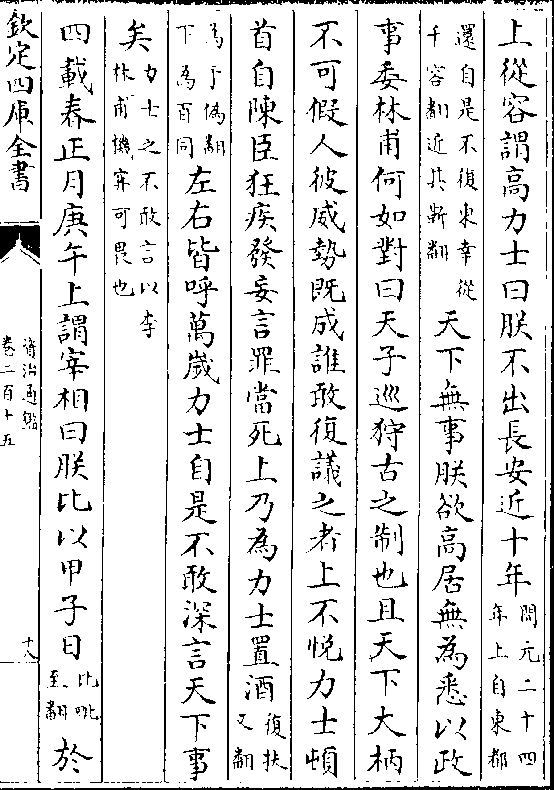 上從容謂高力士曰朕不出長安近十年開元二十四年上自東都
還自是不復東幸從千容翻近其靳翻天下無事朕欲高居無為悉以政
事委林甫何如對曰天子巡狩古之制也且天下大柄
不可假人彼威勢既成誰敢復議之者上不悅力士頓
首自陳臣狂疾發妄言罪當死上乃為力士置酒復扶又翻
為于偽翻下為百同左右皆呼萬歲力士自是不敢深言天下事
矣力士之不敢言以李林甫機穽可畏也
四載春正月庚午上謂宰相曰朕比以甲子日比毗至翻於
欽定四庫全書
資治通鑑
卷二百十五
十八